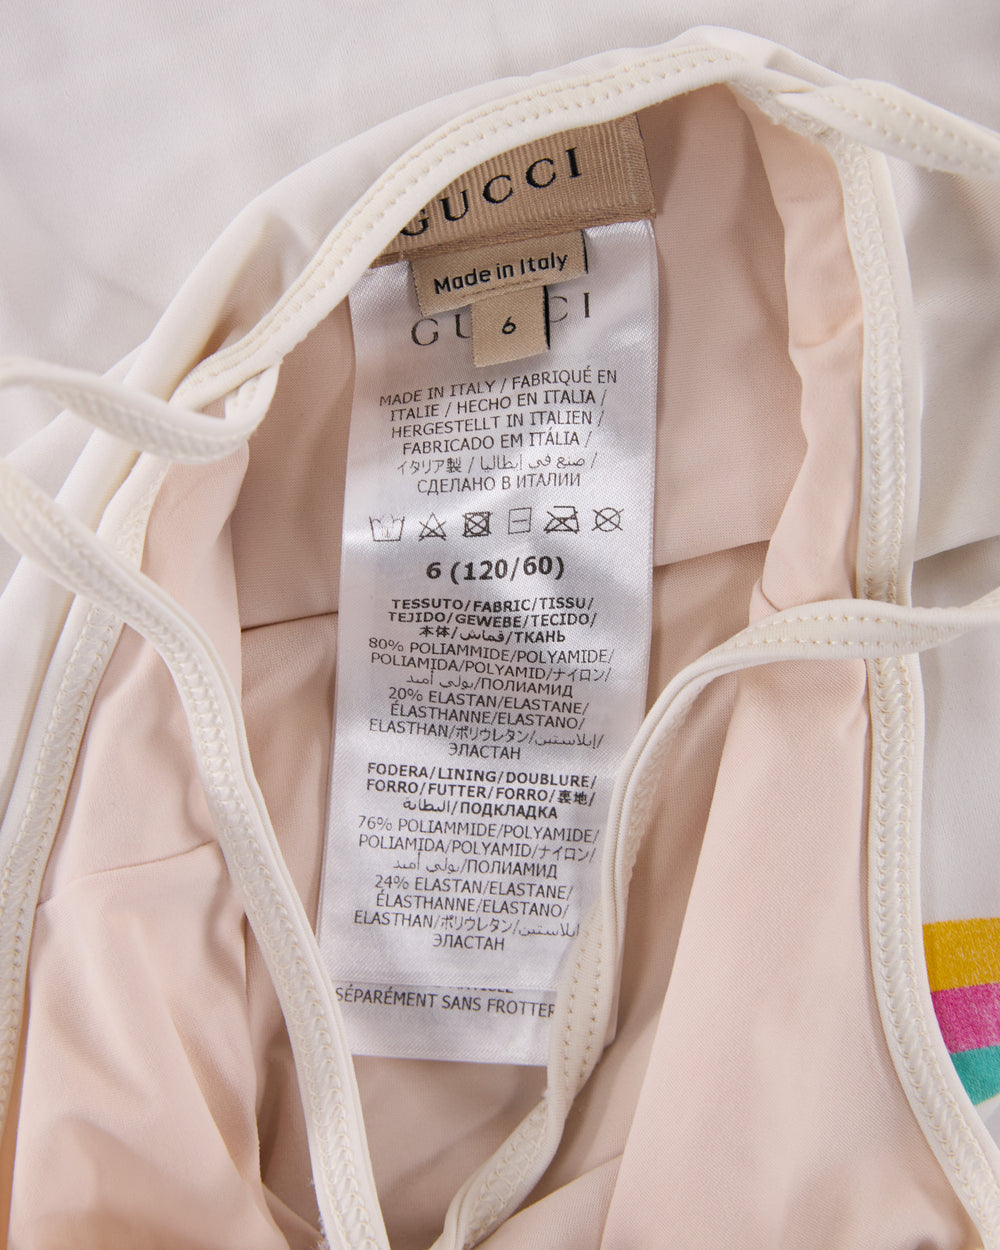 GUCCI
Made in Italy
6
MADE IN ITALY / FABRIQUÉ EN
ITALIE / HECHO EN ITALIA /
HERGESTELLT IN ITALIEN /
FABRICADO EM ITÁLIA /
イタリア製 / صنع في إيطاليا /
СДЕЛАНО В ИТАЛИИ
6 (120/60)
TESSUTO/FABRIC/TISSU/
TEJIDO/GEWEBE/TECIDO/
本体/قماش/ТКАНЬ
80% POLIAMMIDE/POLYAMIDE/
POLIAMIDA/POLYAMID/ナイロン/
بولي أميد/ПОЛИАМИД
20% ELASTAN/ELASTANE/
ÉLASTHANNE/ELASTANO/
ELASTHAN/ポリウレタン/إيلاستين/
ЭЛАСТАН
FODERA/LINING/DOUBLURE/
FORRO/FUTTER/FORRO/裏地/
البطانة/ПОДКЛАДКА
76% POLIAMMIDE/POLYAMIDE/
POLIAMIDA/POLYAMID/ナイロン/
بولي أميد/ПОЛИАМИД
24% ELASTAN/ELASTANE/
ÉLASTHANNE/ELASTANO/
ELASTHAN/ポリウレタン/إيلاستين/
ЭЛАСТАН
SÉPARÉMENT SANS FROTTER